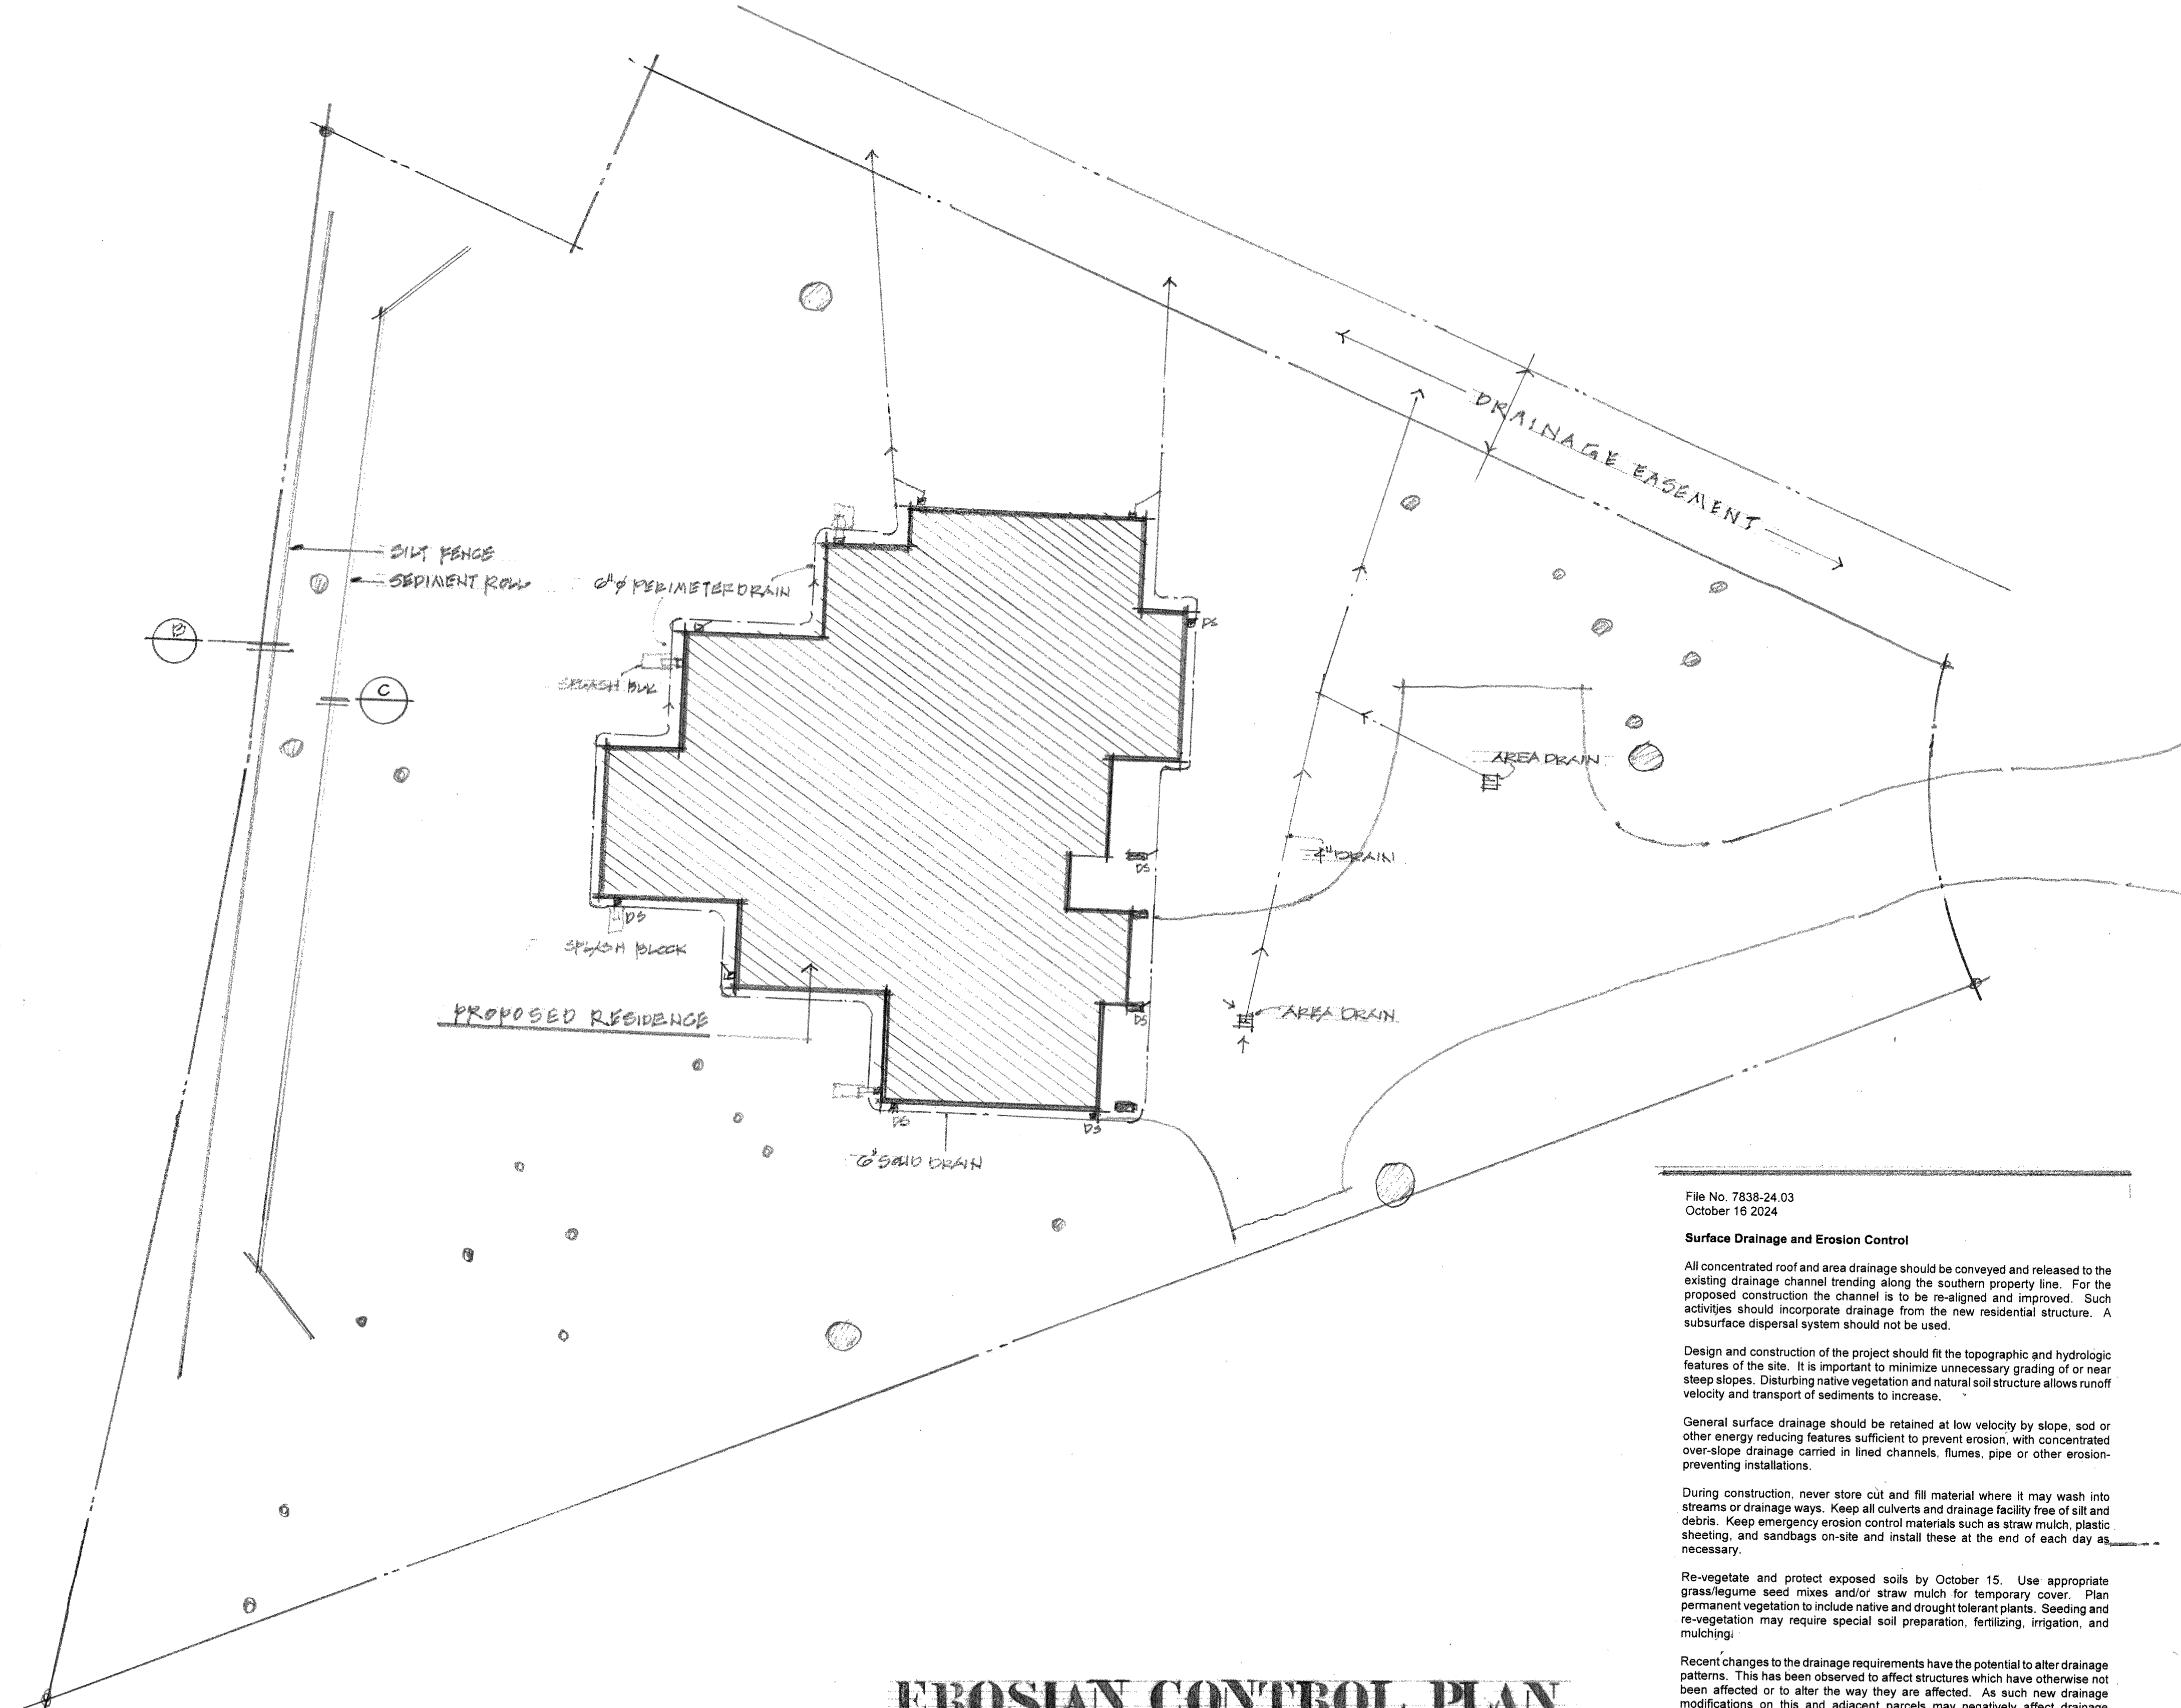 DRAINAGE EASEMENT
SILT FENCE
SEDIMENT ROLL
6"ø PERIMETER DRAIN
B
DS
SPLASH BLK
C
AREA DRAIN
4" DRAIN
DS
DS
SPLASH BLOCK
PROPOSED RESIDENCE
AREA DRAIN
DS
DS
DS
6" SOLID DRAIN
File No. 7838-24.03
October 16 2024
Surface Drainage and Erosion Control
All concentrated roof and area drainage should be conveyed and released to the
existing drainage channel trending along the southern property line. For the
proposed construction the channel is to be re-aligned and improved. Such
activities should incorporate drainage from the new residential structure. A
subsurface dispersal system should not be used.
Design and construction of the project should fit the topographic and hydrologic
features of the site. It is important to minimize unnecessary grading of or near
steep slopes. Disturbing native vegetation and natural soil structure allows runoff
velocity and transport of sediments to increase.
General surface drainage should be retained at low velocity by slope, sod or
other energy reducing features sufficient to prevent erosion, with concentrated
over-slope drainage carried in lined channels, flumes, pipe or other erosion-
preventing installations.
During construction, never store cut and fill material where it may wash into
streams or drainage ways. Keep all culverts and drainage facility free of silt and
debris. Keep emergency erosion control materials such as straw mulch, plastic
sheeting, and sandbags on-site and install these at the end of each day as
necessary.
Re-vegetate and protect exposed soils by October 15. Use appropriate
grass/legume seed mixes and/or straw mulch for temporary cover. Plan
permanent vegetation to include native and drought tolerant plants. Seeding and
re-vegetation may require special soil preparation, fertilizing, irrigation, and
mulching.
Recent changes to the drainage requirements have the potential to alter drainage
patterns. This has been observed to affect structures which have otherwise not
been affected or to alter the way they are affected. As such new drainage
modifications on this and adjacent parcels may negatively affect drainage
EROSIAN CONTROL PLAN